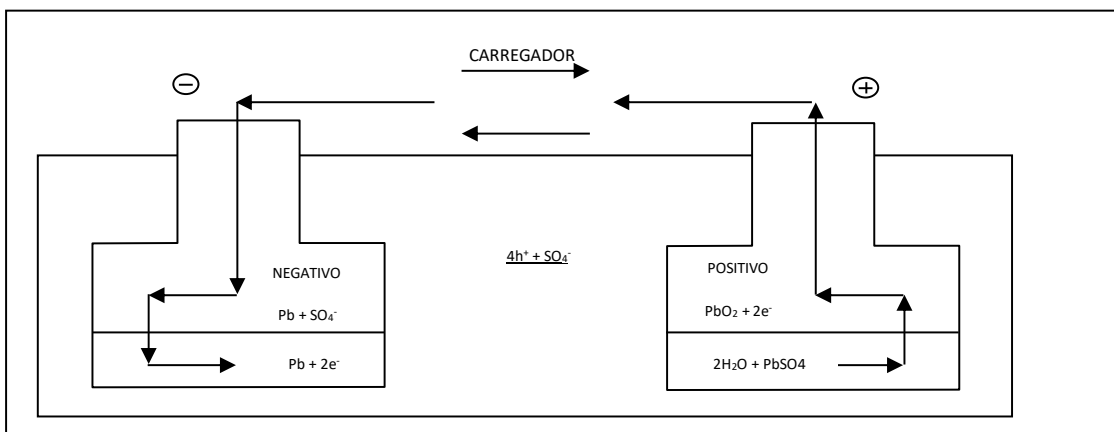 CARREGADOR
−
+
4h⁺ + SO₄⁻
NEGATIVO
Pb + SO₄⁻
Pb + 2e⁻
POSITIVO
PbO₂ + 2e⁻
2H₂O + PbSO4